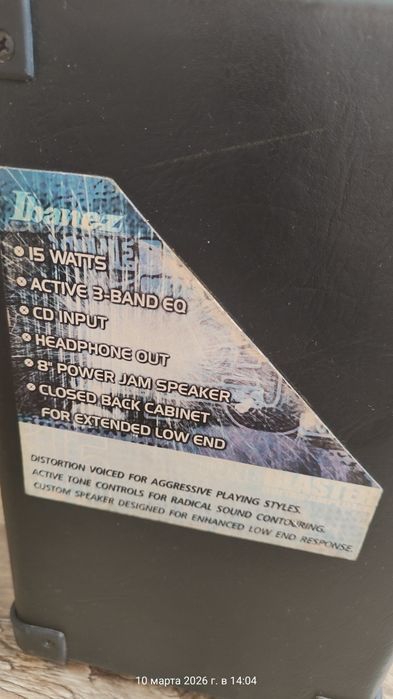 Ibanez
15 WATTS
ACTIVE 3-BAND EQ
CD INPUT
HEADPHONE OUT
8" POWER JAM SPEAKER
CLOSED BACK CABINET
FOR EXTENDED LOW END
DISTORTION VOICED FOR AGGRESSIVE PLAYING STYLES.
ACTIVE TONE CONTROLS FOR RADICAL SOUND CONTOURING.
CUSTOM SPEAKER DESIGNED FOR ENHANCED LOW END RESPONSE.
10 марта 2026 г. в 14:04